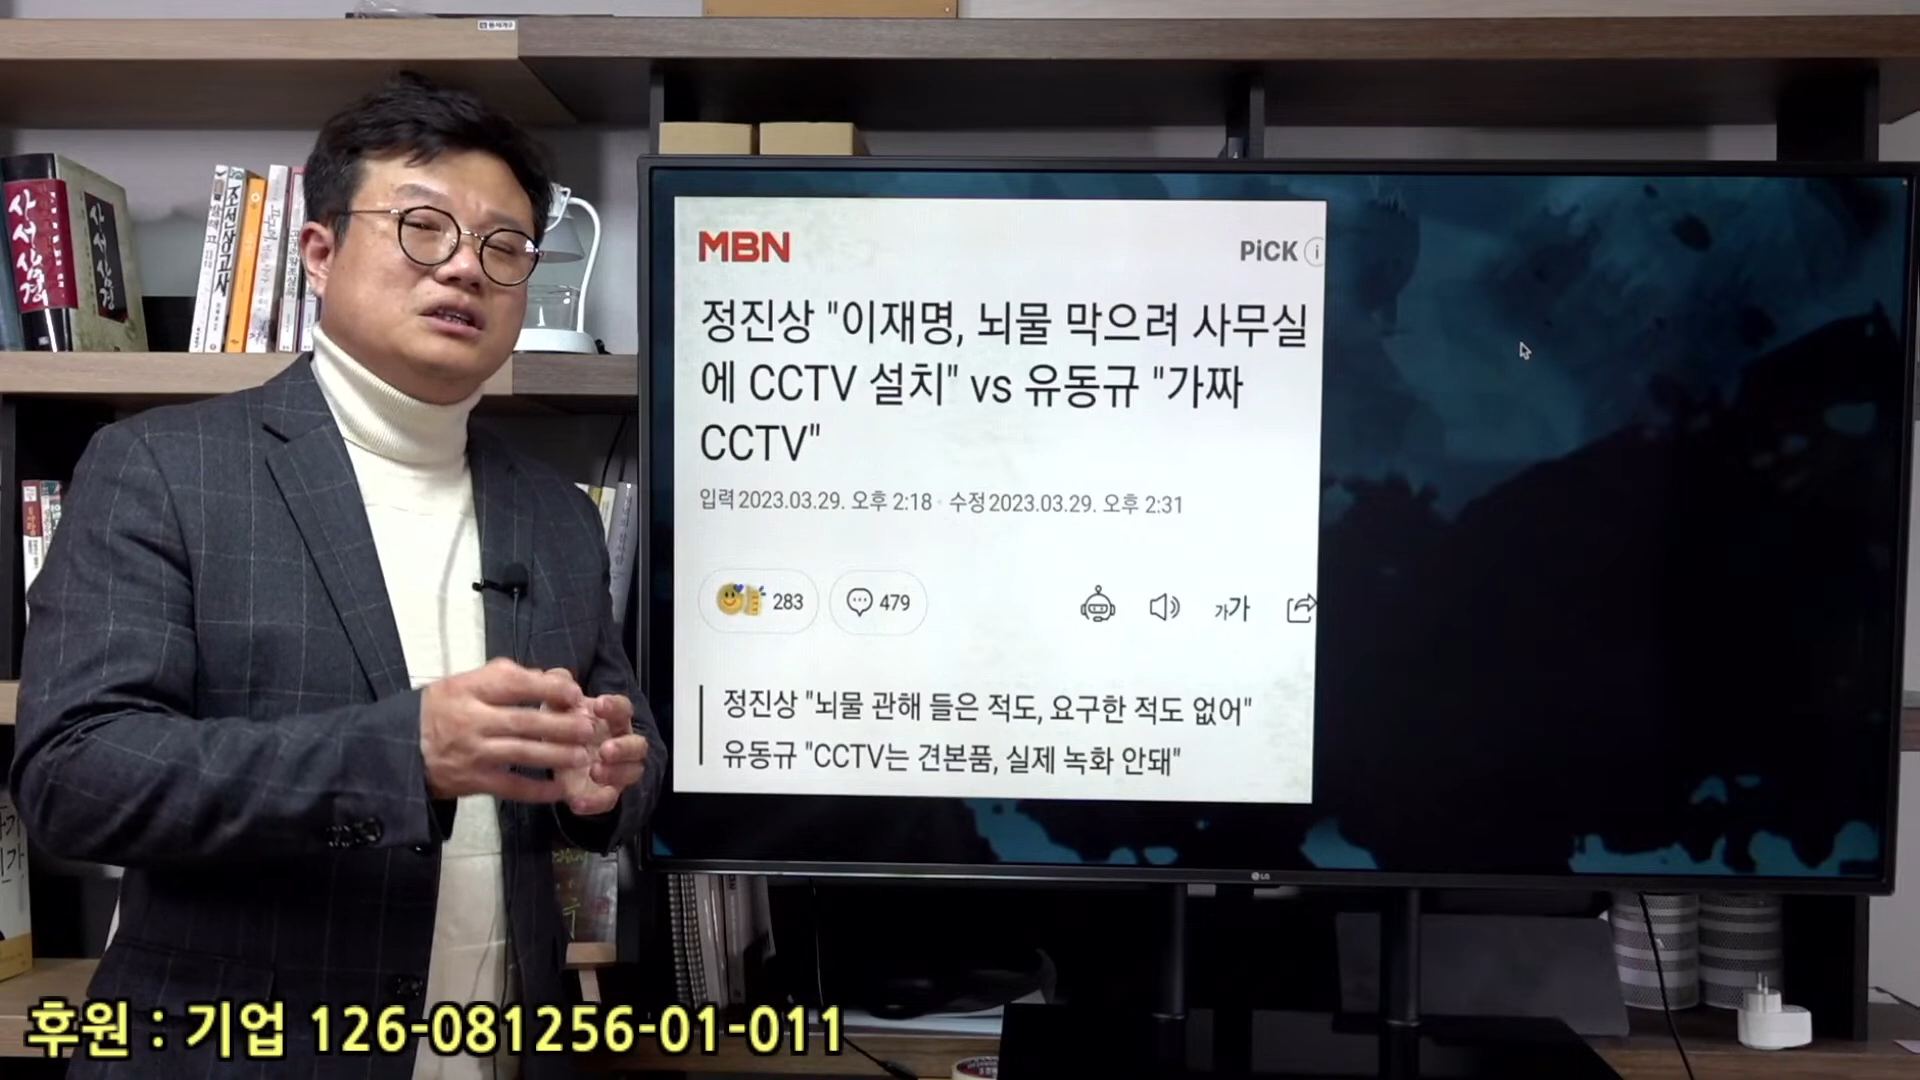 사서삼경
사서삼경
조선상고사
MBN
PiCK
정진상 "이재명, 뇌물 막으려 사무실
에 CCTV 설치" vs 유동규 "가짜
CCTV"
입력 2023.03.29. 오후 2:18 · 수정 2023.03.29. 오후 2:31
283
479
가가
정진상 "뇌물 관해 들은 적도, 요구한 적도 없어"
유동규 "CCTV는 견본품, 실제 녹화 안돼"
LG
후원 : 기업 126-081256-01-011